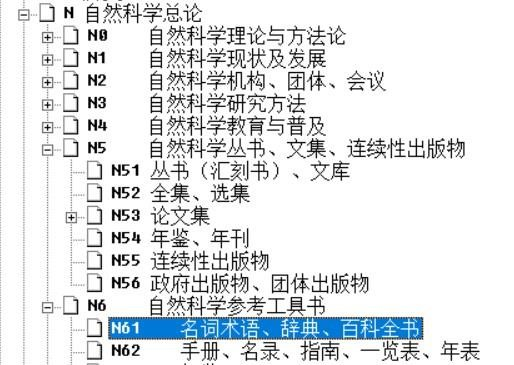 N 自然科学总论
N0 自然科学理论与方法论
N1 自然科学现状及发展
N2 自然科学机构、团体、会议
N3 自然科学研究方法
N4 自然科学教育与普及
N5 自然科学丛书、文集、连续性出版物
N51 丛书（汇刻书）、文库
N52 全集、选集
N53 论文集
N54 年鉴、年刊
N55 连续性出版物
N56 政府出版物、团体出版物
N6 自然科学参考工具书
N61 名词术语、辞典、百科全书
N62 手册、名录、指南、一览表、年表